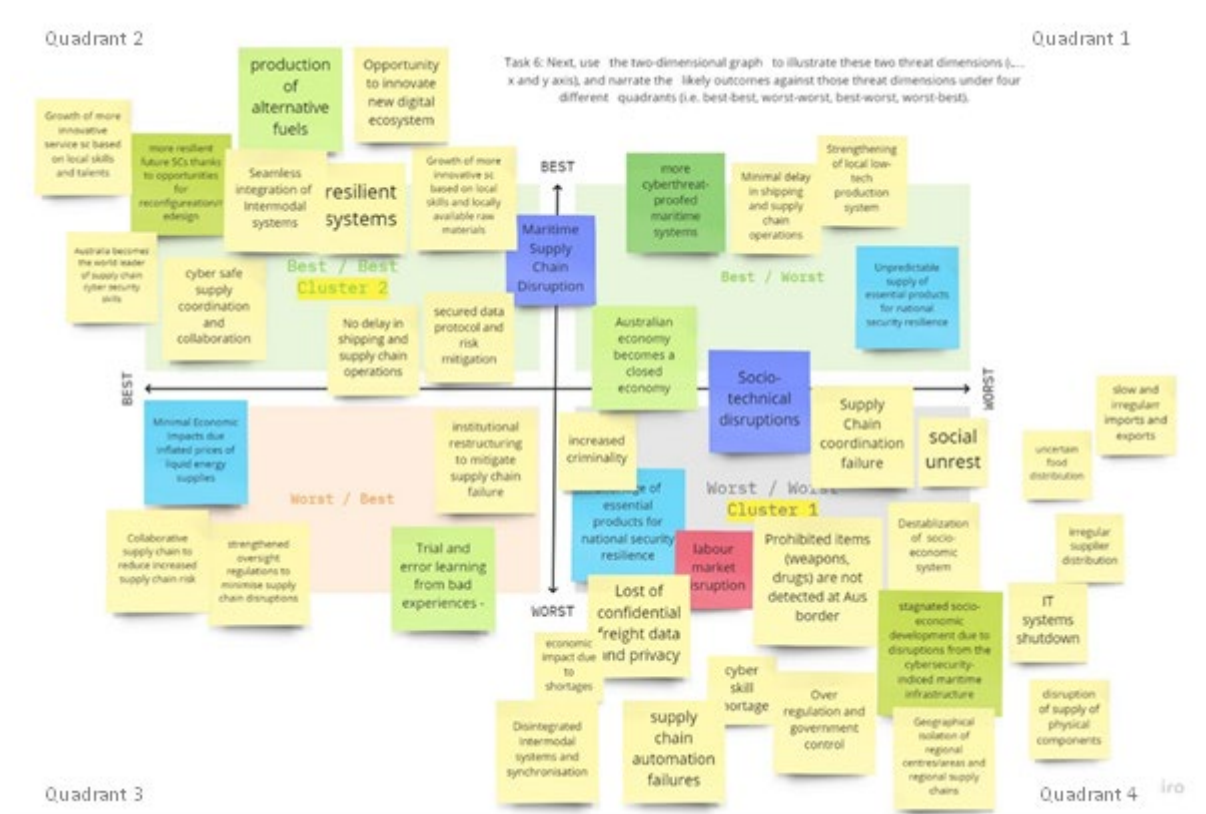 Quadrant 2
Quadrant 1
Task 6: Next, use the two-dimensional graph to illustrate these two threat dimensions (....
x and y axis), and narrate the likely outcomes against those threat dimensions under four
different quadrants (i.e. best-best, worst-worst, best-worst, worst-best).
production
of
alternative
fuels
Opportunity
to innovate
new digital
ecosystem
Growth of more
innovative
service sc based
on local skills
and talents
more resilient
future SCs thanks
to opportunities
for
reconfigureation/r
edesign
Seamless
integration of
Intermodal
systems
resilient
systems
Growth of more
innovative sc
based on local
skills and locally
available raw
materials
Australia becomes
the world leader
of supply chain
cyber security
skills
cyber safe
supply
coordination
and
collaboration
Best / Best
Cluster 2
No delay in
shipping and
supply chain
operations
secured data
protocol and
risk
mitigation
BEST
Maritime
Supply
Chain
Disruption
more
cyberthreat-
proofed
maritime
systems
Minimal delay
in shipping
and supply
chain
operations
Strengthening
of local low-
tech
production
system
Best / Worst
Unpredictable
supply of
essential products
for national
security resilience
Australian
economy
becomes a
closed
economy
Socio-
technical
disruptions
BEST
WORST
Minimal Economic
Impacts due
inflated prices of
liquid energy
supplies
institutional
restructuring
to mitigate
supply chain
failure
Worst / Best
Collaborative
supply chain to
reduce increased
supply chain risk
strengthened
oversight
regulations to
minimise supply
chain disruptions
Trial and
error learning
from bad
experiences -
WORST
increased
criminality
Supply
Chain
coordination
failure
social
unrest
slow and
irregularr
imports and
exports
uncertain
food
distribution
Worst / Worst
Cluster 1
of
essential
products for
national security
resilience
labour
market
disruption
Prohibited items
(weapons,
drugs) are not
detected at Aus
border
Destablization
of socio-
economic
system
Irregular
supplier
distribution
Lost of
confidential
freight data
and privacy
stagnated socio-
economic
development due to
disruptions from the
cybersecurity-
indiced maritime
infrastructure
IT
systems
shutdown
economic
impact due
to
shortages
cyber
skill
shortage
Over
regulation and
government
control
disruption
of supply of
physical
components
Disintegrated
intermodal
systems and
synchronisation
supply
chain
automation
failures
Geographical
isolation of
regional
centres/areas and
regional supply
chains
Quadrant 3
Quadrant 4
iro